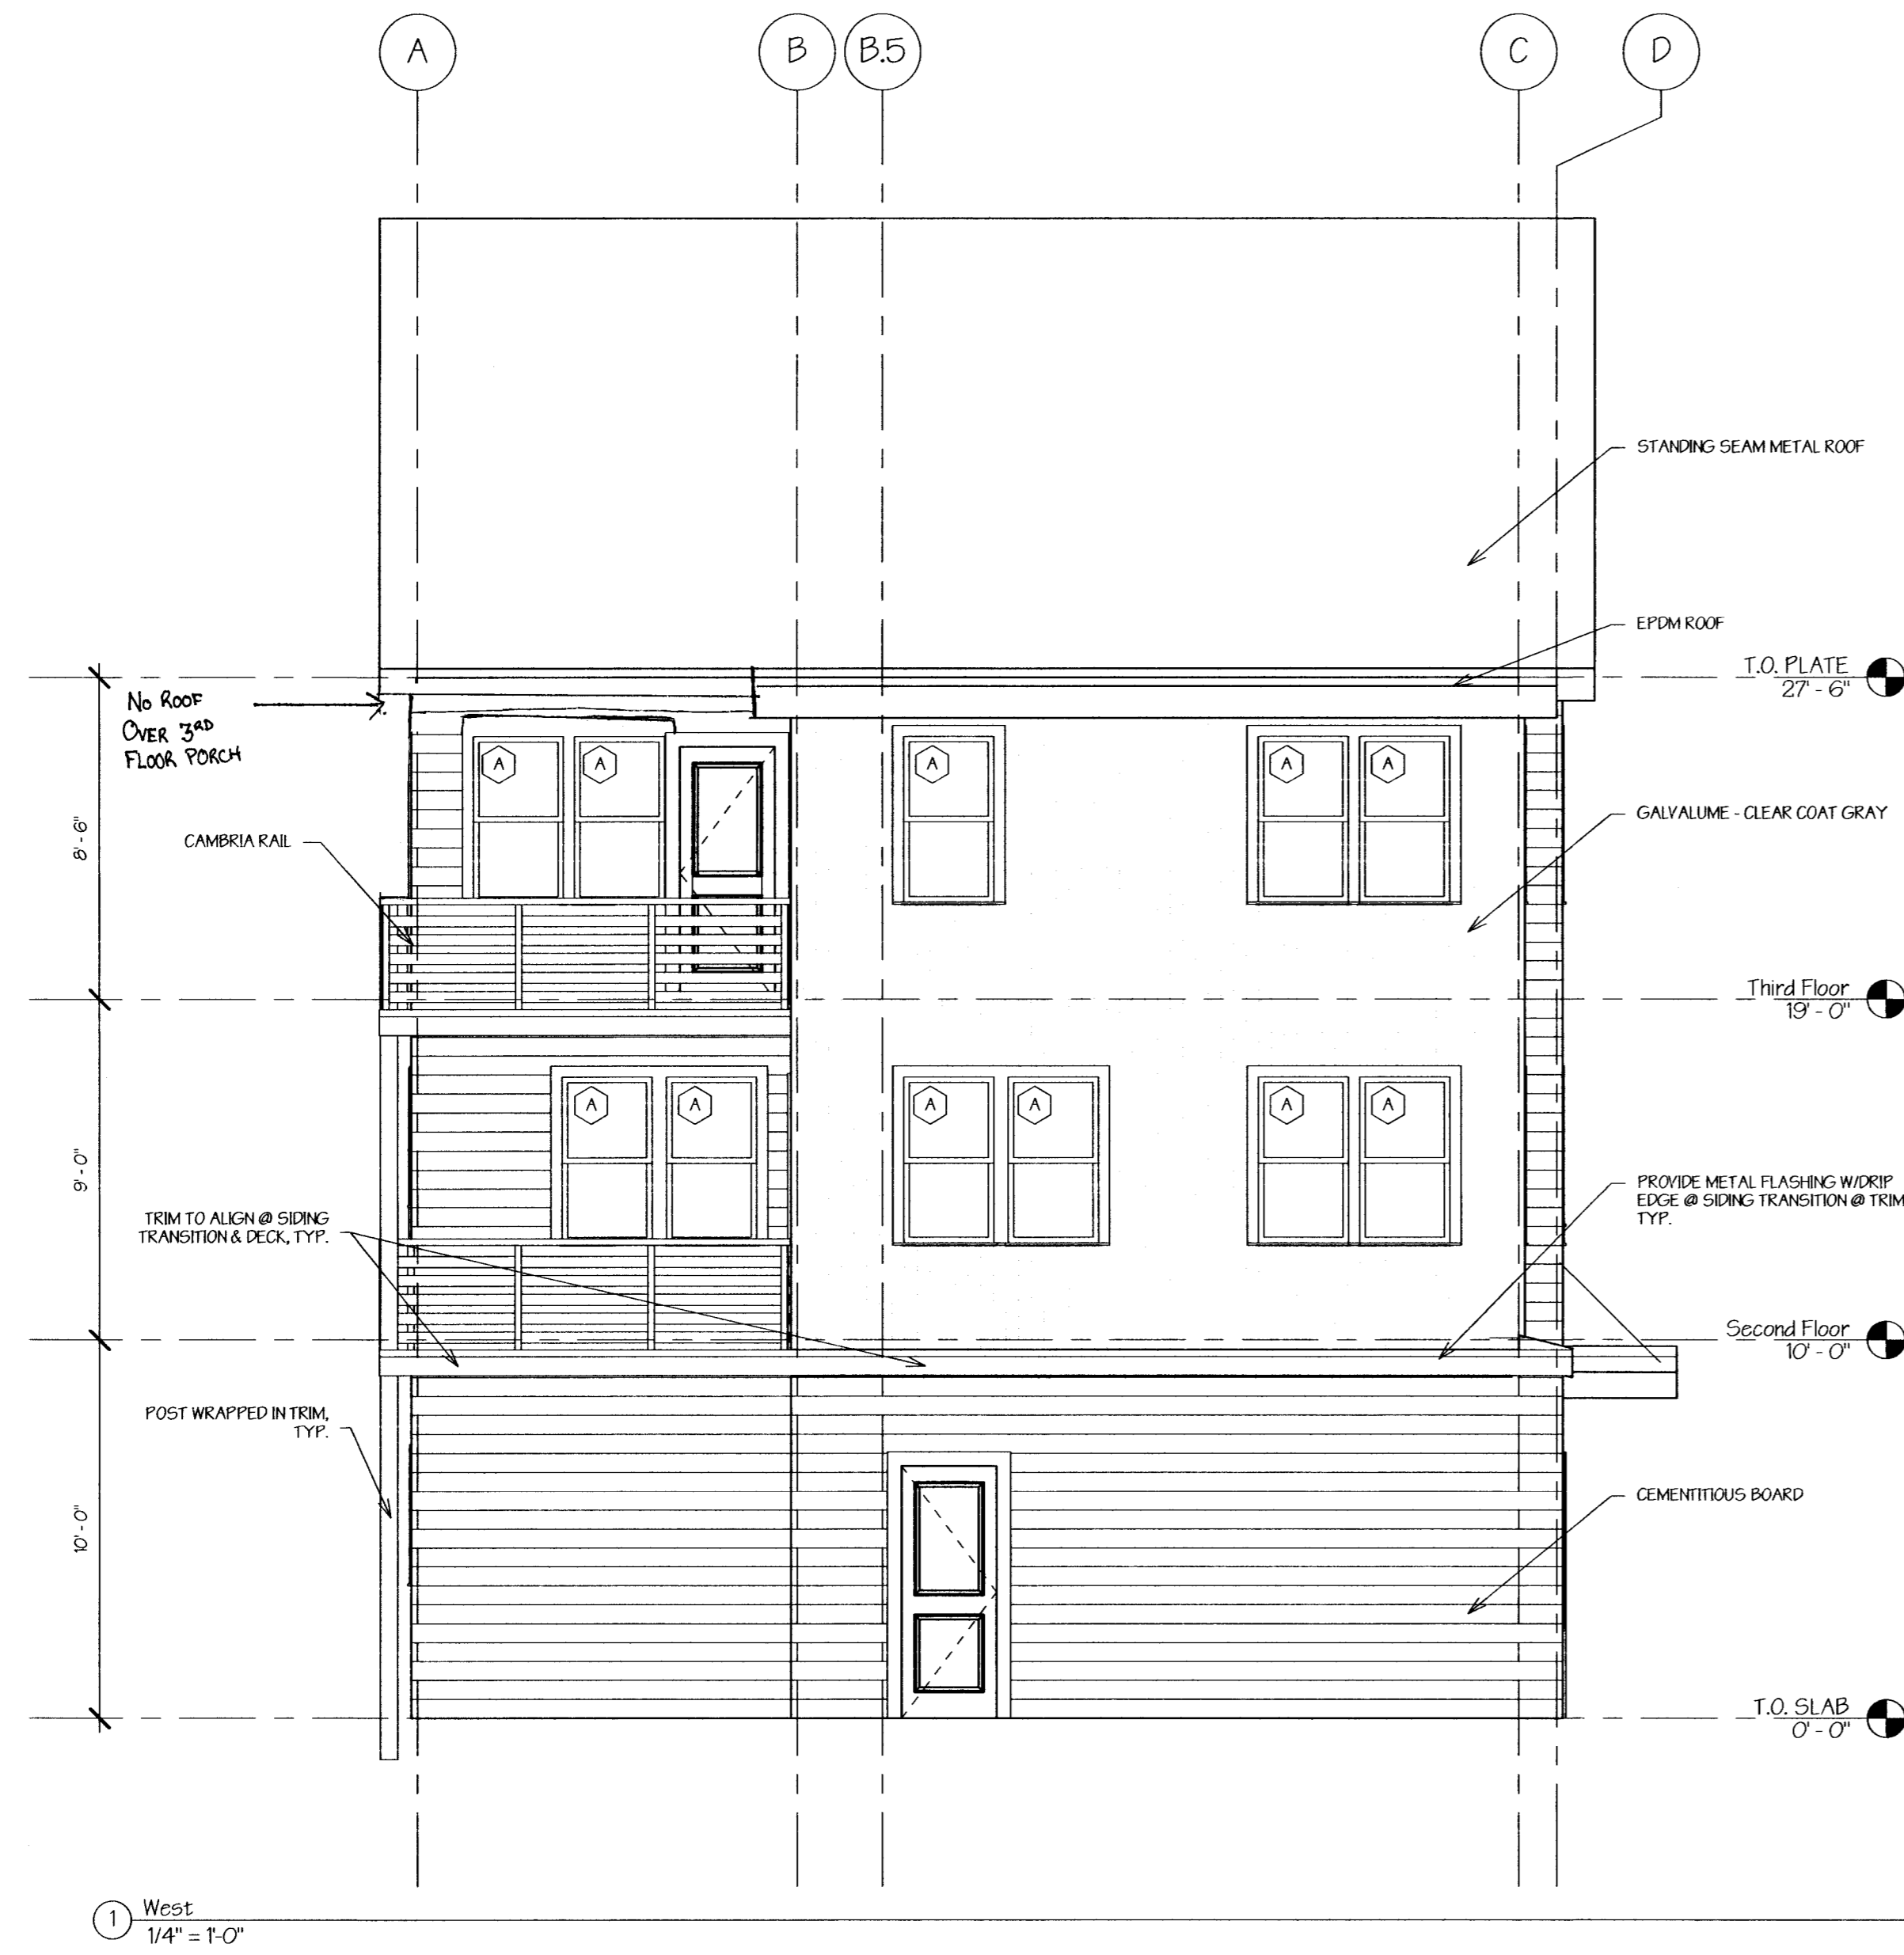 A
B
B.5
C
D
STANDING SEAM METAL ROOF
EPDM ROOF
T.O. PLATE
27' - 6"
No ROOF
OVER 3RD
FLOOR PORCH
A
A
A
A
A
GALVALUME - CLEAR COAT GRAY
8' - 6"
CAMBRIA RAIL
Third Floor
19' - 0"
A
A
A
A
A
A
9' - 0"
PROVIDE METAL FLASHING W/DRIP
EDGE @ SIDING TRANSITION @ TRIM
TYP.
TRIM TO ALIGN @ SIDING
TRANSITION & DECK, TYP.
Second Floor
10' - 0"
POST WRAPPED IN TRIM,
TYP.
CEMENTITIOUS BOARD
10' - 0"
T.O. SLAB
0' - 0"
1
West
1/4" = 1'-0"